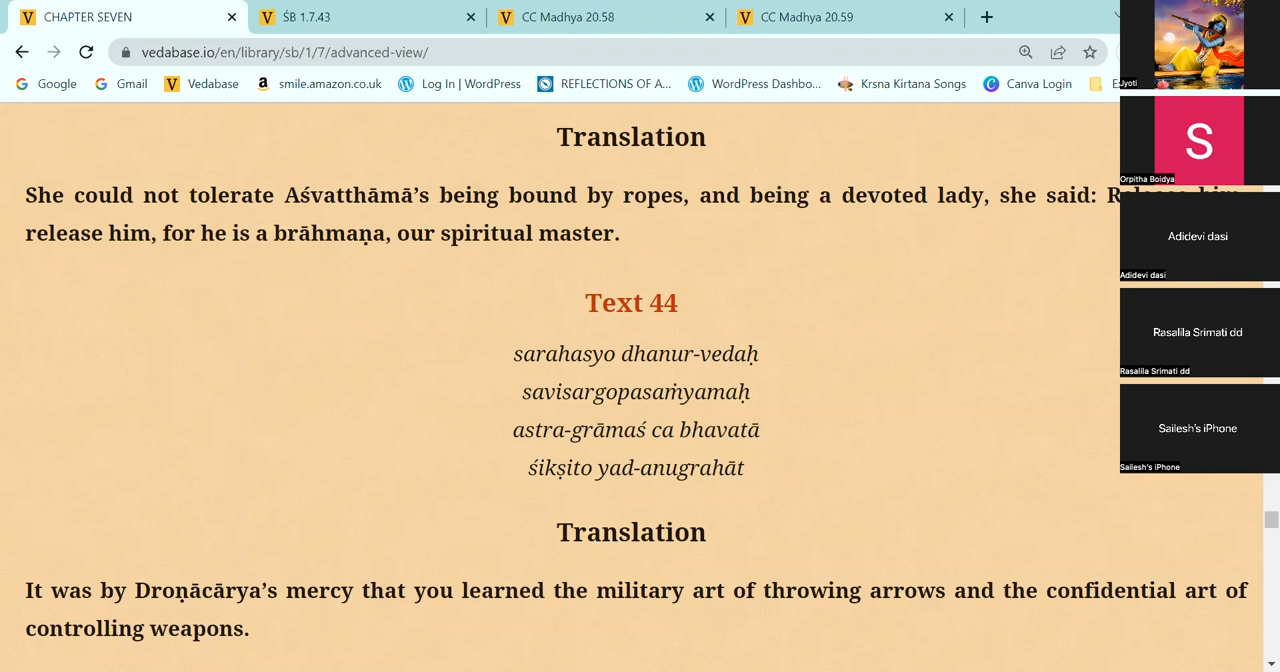 CHAPTER SEVEN
ŚB 1.7.43
CC Madhya 20.58
CC Madhya 20.59
vedabase.io/en/library/sb/1/7/advanced-view/
Google
Gmail
Vedabase
smile.amazon.co.uk
Log In | WordPress
REFLECTIONS OF A...
WordPress Dashbo...
Krsna Kirtana Songs
Canva Login
Translation
She could not tolerate Aśvatthāmā’s being bound by ropes, and being a devoted lady, she said:
release him, for he is a brāhmaṇa, our spiritual master.
Text 44
sarahasyo dhanur-vedaḥ
savisargopasaṁyamaḥ
astra-grāmaś ca bhavatā
śikṣito yad-anugrahāt
Translation
It was by Droṇācārya’s mercy that you learned the military art of throwing arrows and the confidential art of
controlling weapons.
Jyoti
S
Orpitha Boidya
Adidevi dasi
Adidevi dasi
Rasalila Srimati dd
Rasalila Srimati dd
Sailesh’s iPhone
Sailesh’s iPhone